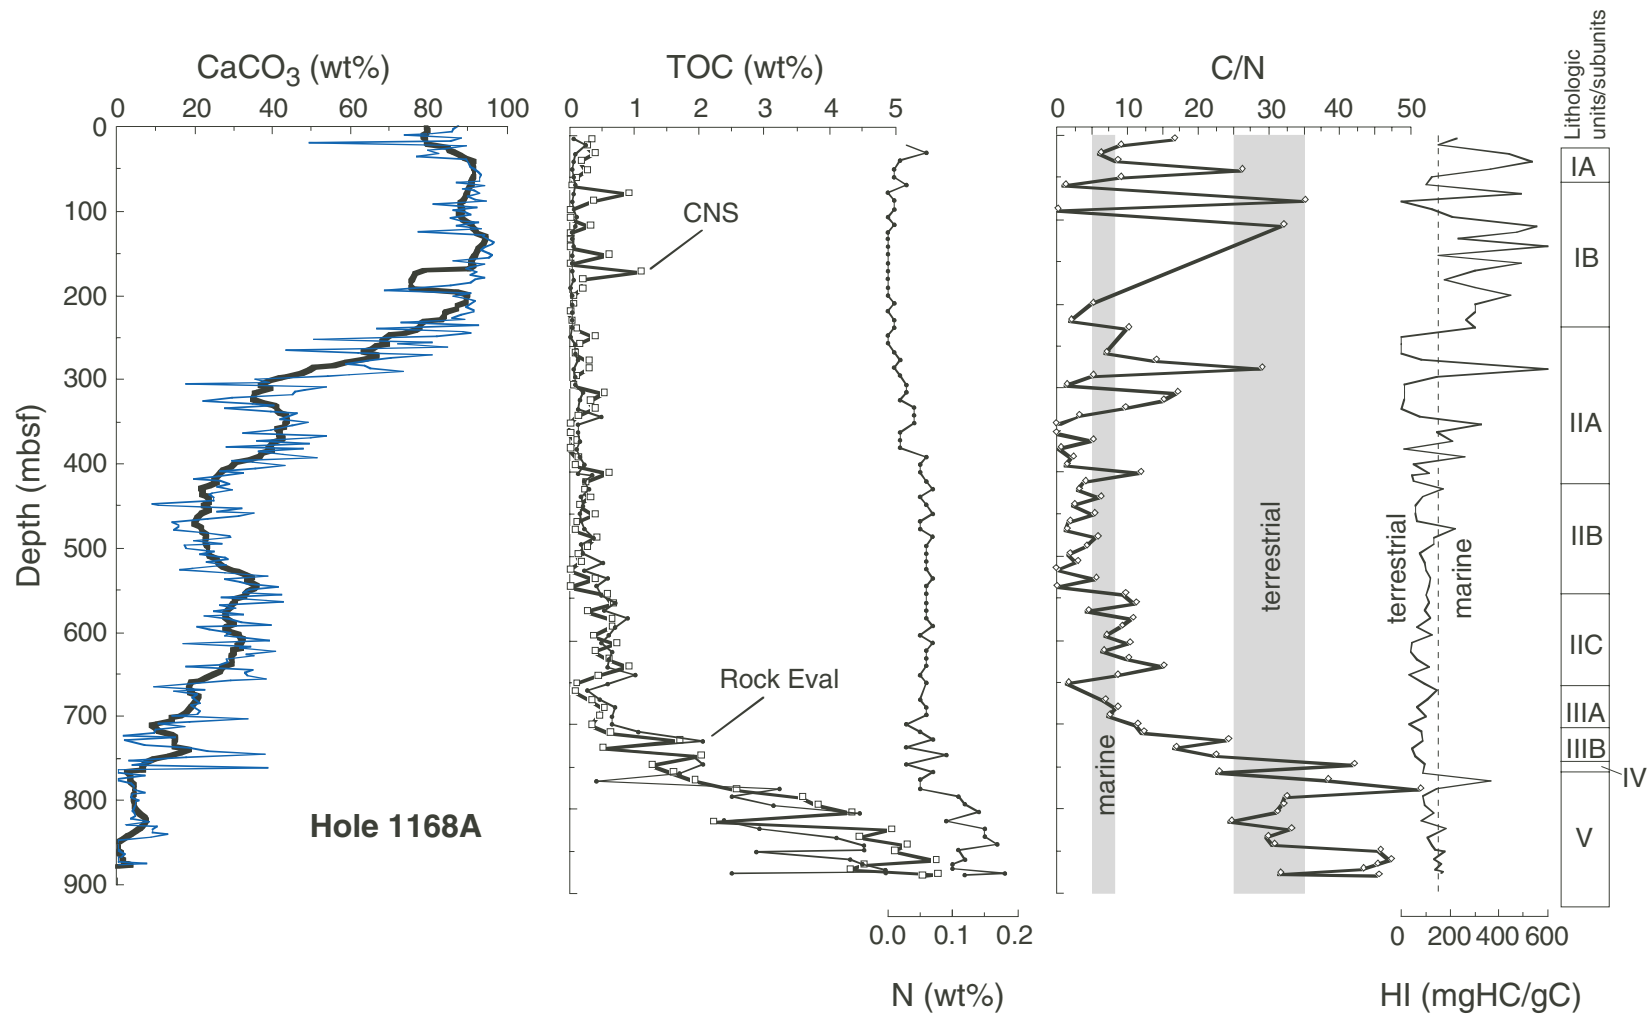 CaCO3 (wt%)
TOC (wt%)
C/N
Lithologic
units/subunits
0 20 40 60 80 100
0 1 2 3 4 5
0 10 20 30 40 50
Depth (mbsf)
0
100
200
300
400
500
600
700
800
900
CNS
Rock Eval
Hole 1168A
marine
terrestrial
terrestrial
marine
IA
IB
IIA
IIB
IIC
IIIA
IIIB
IV
V
0.0 0.1 0.2
N (wt%)
0 200 400 600
HI (mgHC/gC)